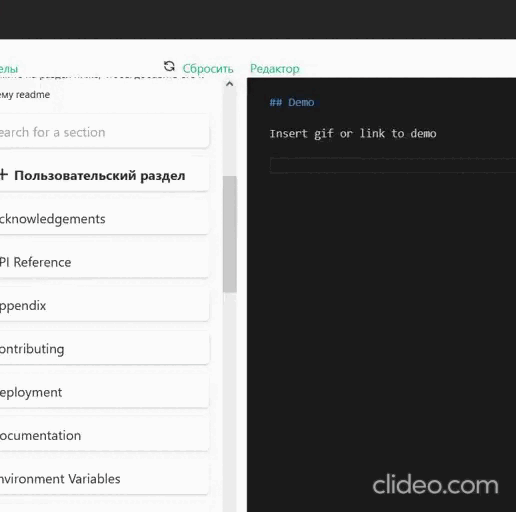 елы
Сбросить
Редактор
ему readme
earch for a section
+ Пользовательский раздел
cknowledgements
PI Reference
ppendix
ontributing
eployment
ocumentation
nvironment Variables
## Demo
Insert gif or link to demo
clideo.com